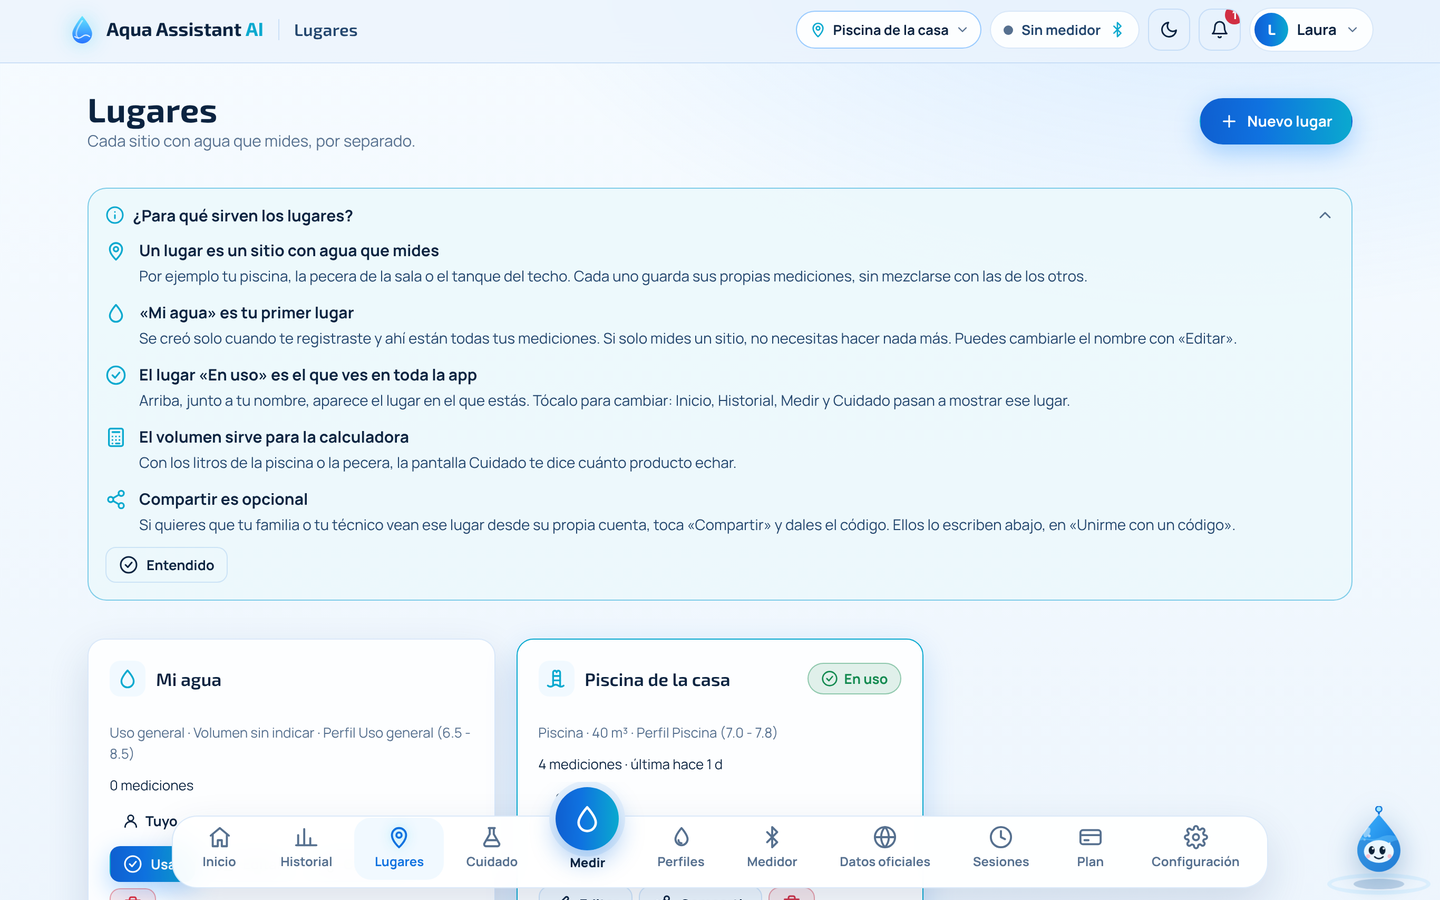 Aqua Assistant AI
Lugares
Piscina de la casa
Sin medidor
L
Laura
Lugares
Cada sitio con agua que mides, por separado.
Nuevo lugar
¿Para qué sirven los lugares?
Un lugar es un sitio con agua que mides
Por ejemplo tu piscina, la pecera de la sala o el tanque del techo. Cada uno guarda sus propias mediciones, sin mezclarse con las de los otros.
«Mi agua» es tu primer lugar
Se creó solo cuando te registraste y ahí están todas tus mediciones. Si solo mides un sitio, no necesitas hacer nada más. Puedes cambiarle el nombre con «Editar».
El lugar «En uso» es el que ves en toda la app
Arriba, junto a tu nombre, aparece el lugar en el que estás. Tócalo para cambiar: Inicio, Historial, Medir y Cuidado pasan a mostrar ese lugar.
El volumen sirve para la calculadora
Con los litros de la piscina o la pecera, la pantalla Cuidado te dice cuánto producto echar.
Compartir es opcional
Si quieres que tu familia o tu técnico vean ese lugar desde su propia cuenta, toca «Compartir» y dales el código. Ellos lo escriben abajo, en «Unirme con un código».
Entendido
Mi agua
Uso general · Volumen sin indicar · Perfil Uso general (6.5 -
8.5)
0 mediciones
Tuyo
Piscina de la casa
En uso
Piscina · 40 m³ · Perfil Piscina (7.0 - 7.8)
4 mediciones · última hace 1 d
Inicio
Historial
Lugares
Cuidado
Medir
Perfiles
Medidor
Datos oficiales
Sesiones
Plan
Configuración